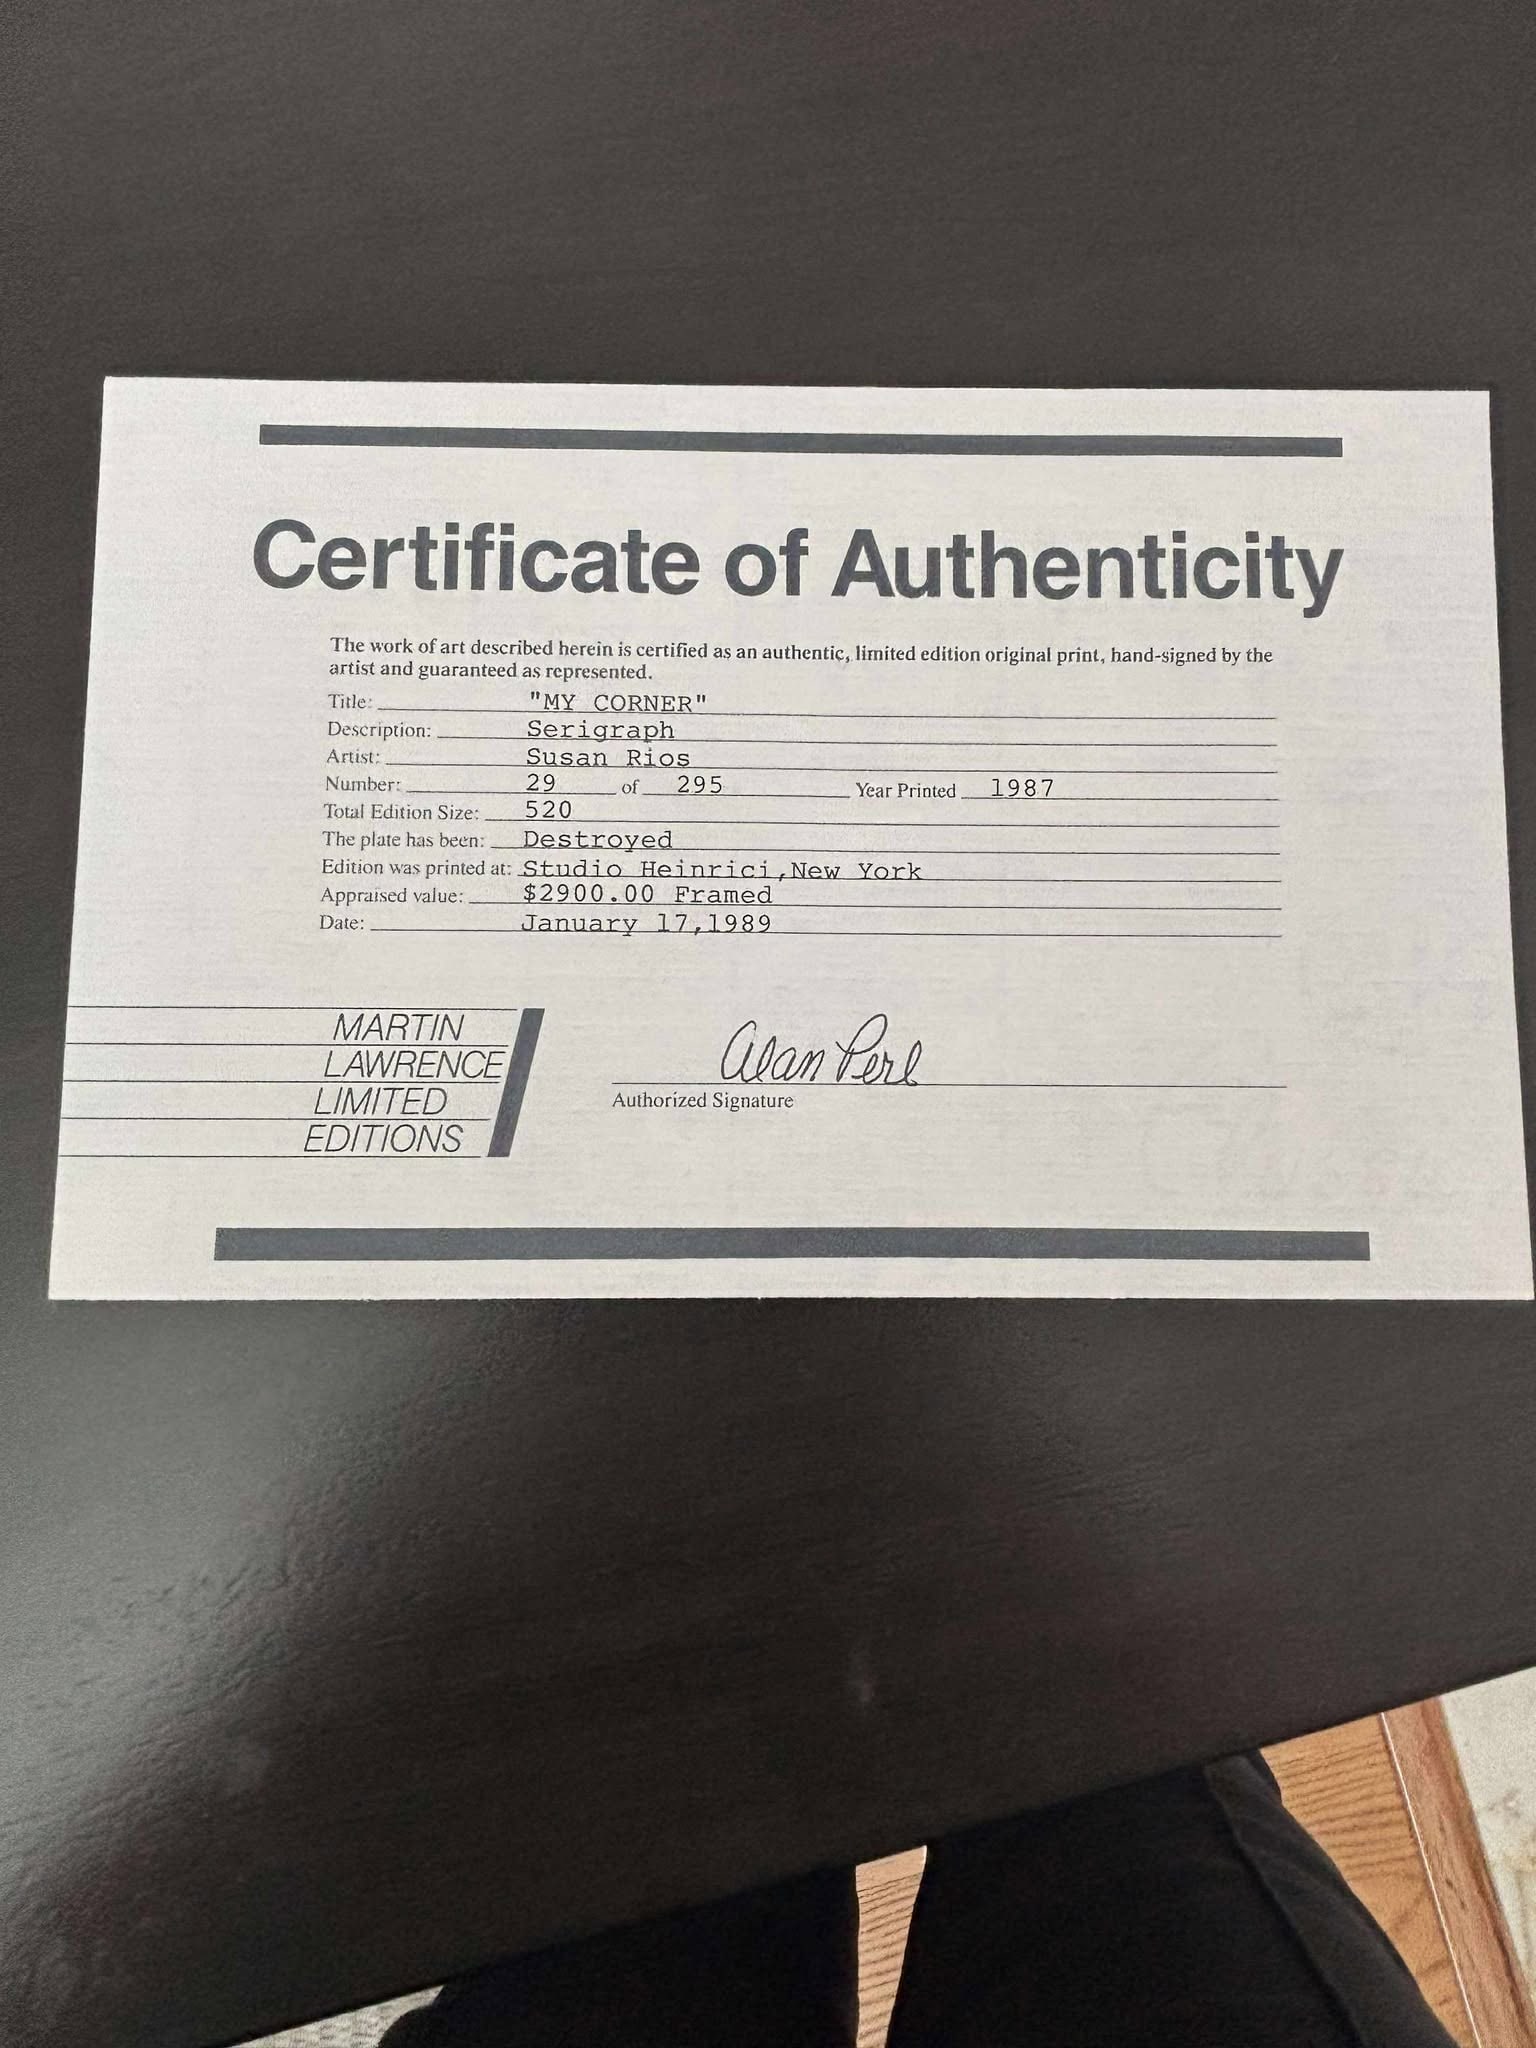 Certificate of Authenticity
The work of art described herein is certified as an authentic, limited edition original print, hand-signed by the
artist and guaranteed as represented.
Title: "MY CORNER"
Description: Serigraph
Artist: Susan Rios
Number: 29 of 295 Year Printed 1987
Total Edition Size: 520
The plate has been: Destroyed
Edition was printed at: Studio Heinrici,New York
Appraised value: $2900.00 Framed
Date: January 17,1989
MARTIN
LAWRENCE
LIMITED
EDITIONS
Alan Perl
Authorized Signature